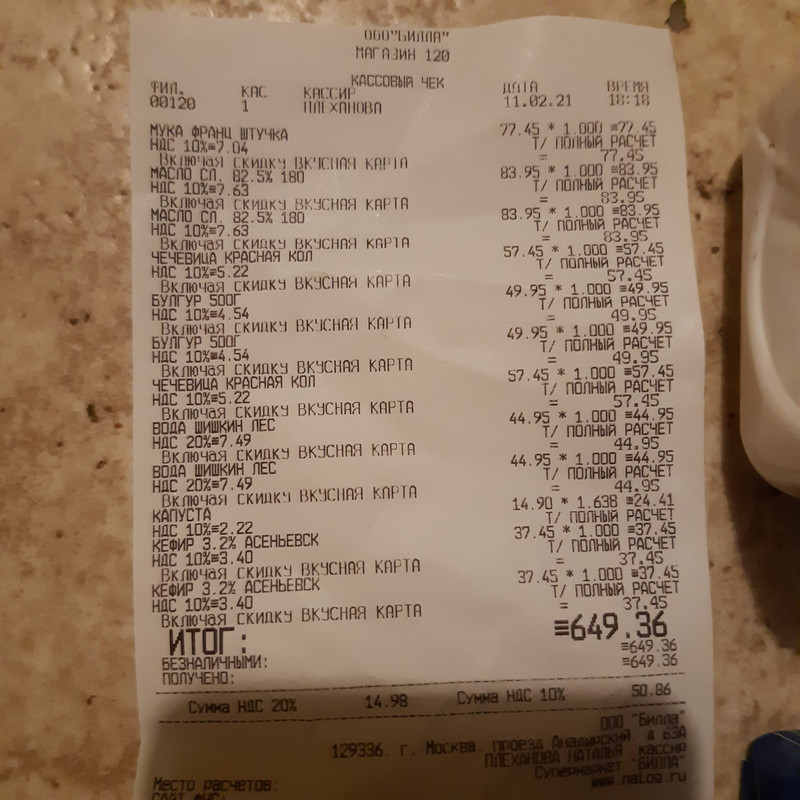 ООО"БИЛЛА"
МАГАЗИН 120
КАССОВЫЙ ЧЕК
ФИЛ. КАС КАССИР ДАТА ВРЕМЯ
00120 1 ПЛЕХАНОВА 11.02.21 18:18
МУКА ФРАНЦ ШТУЧКА 77.45 * 1.000 ≡77.45
НДС 10%≡7.04 Т/ ПОЛНЫЙ РАСЧЕТ
Включая СКИДКУ ВКУСНАЯ КАРТА = 77.45
МАСЛО СЛ. 82.5% 180 83.95 * 1.000 ≡83.95
НДС 10%≡7.63 Т/ ПОЛНЫЙ РАСЧЕТ
Включая СКИДКУ ВКУСНАЯ КАРТА = 83.95
МАСЛО СЛ. 82.5% 180 83.95 * 1.000 ≡83.95
НДС 10%≡7.63 Т/ ПОЛНЫЙ РАСЧЕТ
Включая СКИДКУ ВКУСНАЯ КАРТА = 83.95
ЧЕЧЕВИЦА КРАСНАЯ КОЛ 57.45 * 1.000 ≡57.45
НДС 10%≡5.22 Т/ ПОЛНЫЙ РАСЧЕТ
Включая СКИДКУ ВКУСНАЯ КАРТА = 57.45
БУЛГУР 500Г 49.95 * 1.000 ≡49.95
НДС 10%≡4.54 Т/ ПОЛНЫЙ РАСЧЕТ
Включая СКИДКУ ВКУСНАЯ КАРТА = 49.95
БУЛГУР 500Г 49.95 * 1.000 ≡49.95
НДС 10%≡4.54 Т/ ПОЛНЫЙ РАСЧЕТ
Включая СКИДКУ ВКУСНАЯ КАРТА = 49.95
ЧЕЧЕВИЦА КРАСНАЯ КОЛ 57.45 * 1.000 ≡57.45
НДС 10%≡5.22 Т/ ПОЛНЫЙ РАСЧЕТ
Включая СКИДКУ ВКУСНАЯ КАРТА = 57.45
ВОДА ШИШКИН ЛЕС 44.95 * 1.000 ≡44.95
НДС 20%≡7.49 Т/ ПОЛНЫЙ РАСЧЕТ
Включая СКИДКУ ВКУСНАЯ КАРТА = 44.95
ВОДА ШИШКИН ЛЕС 44.95 * 1.000 ≡44.95
НДС 20%≡7.49 Т/ ПОЛНЫЙ РАСЧЕТ
Включая СКИДКУ ВКУСНАЯ КАРТА = 44.95
КАПУСТА 14.90 * 1.638 ≡24.41
НДС 10%≡2.22 Т/ ПОЛНЫЙ РАСЧЕТ
КЕФИР 3.2% АСЕНЬЕВСК 37.45 * 1.000 ≡37.45
НДС 10%≡3.40 Т/ ПОЛНЫЙ РАСЧЕТ
Включая СКИДКУ ВКУСНАЯ КАРТА = 37.45
КЕФИР 3.2% АСЕНЬЕВСК 37.45 * 1.000 ≡37.45
НДС 10%≡3.40 Т/ ПОЛНЫЙ РАСЧЕТ
Включая СКИДКУ ВКУСНАЯ КАРТА = 37.45
ИТОГ: ≡649.36
БЕЗНАЛИЧНЫМИ: ≡649.36
ПОЛУЧЕНО: ≡649.36
Сумма НДС 20% 14.98 Сумма НДС 10% 50.86
ООО "Билла"
129336. г. Москва. проезд Анадырский. д 63А
ПЛЕХАНОВА НАТАЛЬЯ кассир
Супермаркет "БИЛЛА"
Место расчетов: www.nalog.ru
САЙТ ФНС: